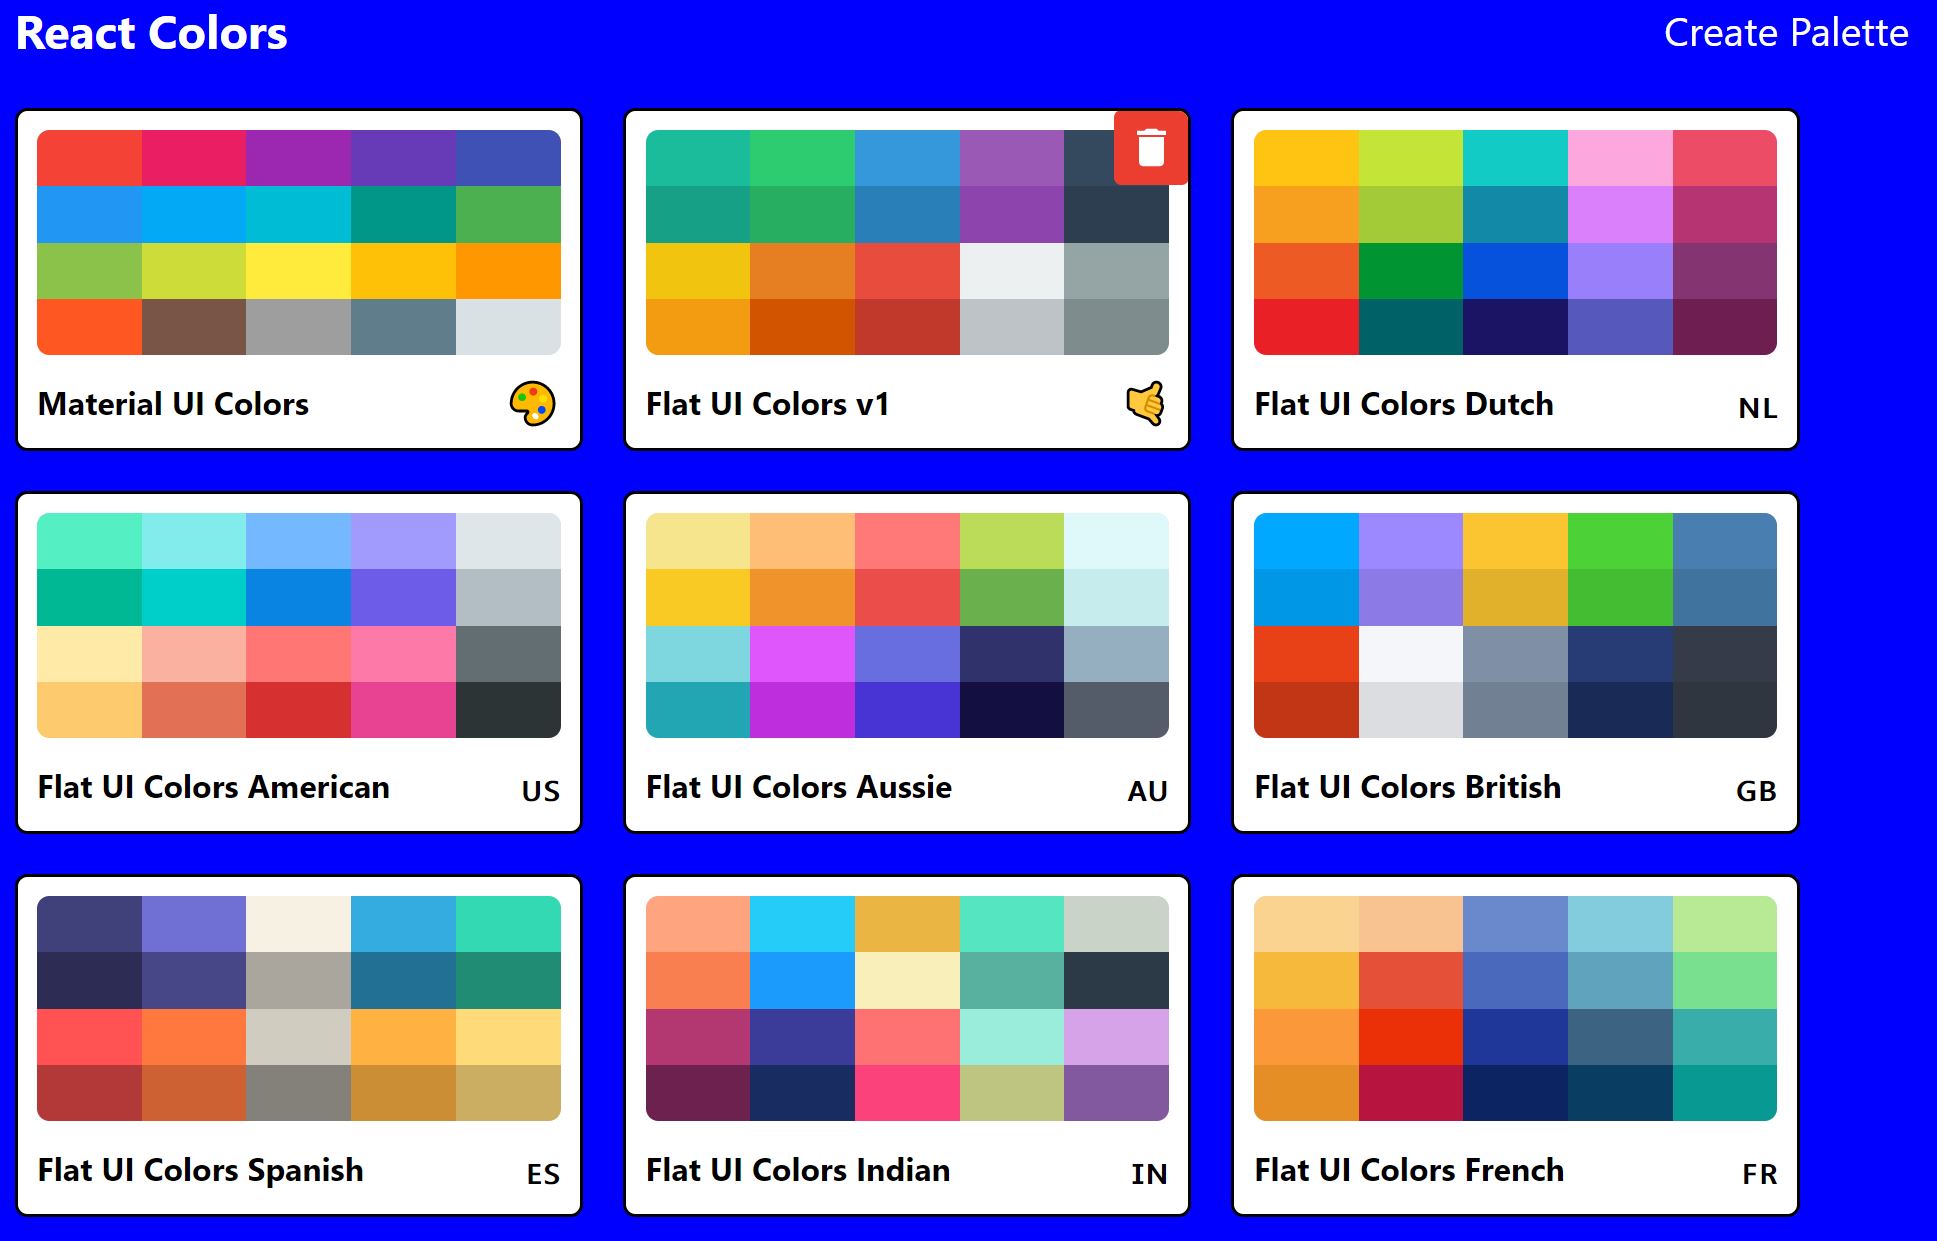 React Colors
Create Palette
Material UI Colors
Flat UI Colors v1
Flat UI Colors Dutch
NL
Flat UI Colors American
US
Flat UI Colors Aussie
AU
Flat UI Colors British
GB
Flat UI Colors Spanish
ES
Flat UI Colors Indian
IN
Flat UI Colors French
FR